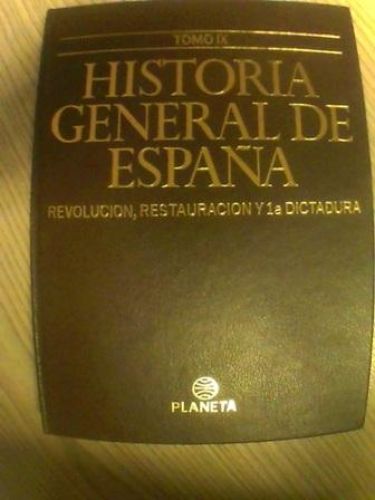 TOMO IX
HISTORIA
GENERAL DE
ESPAÑA
REVOLUCION, RESTAURACION Y 1a DICTADURA
PLANETA